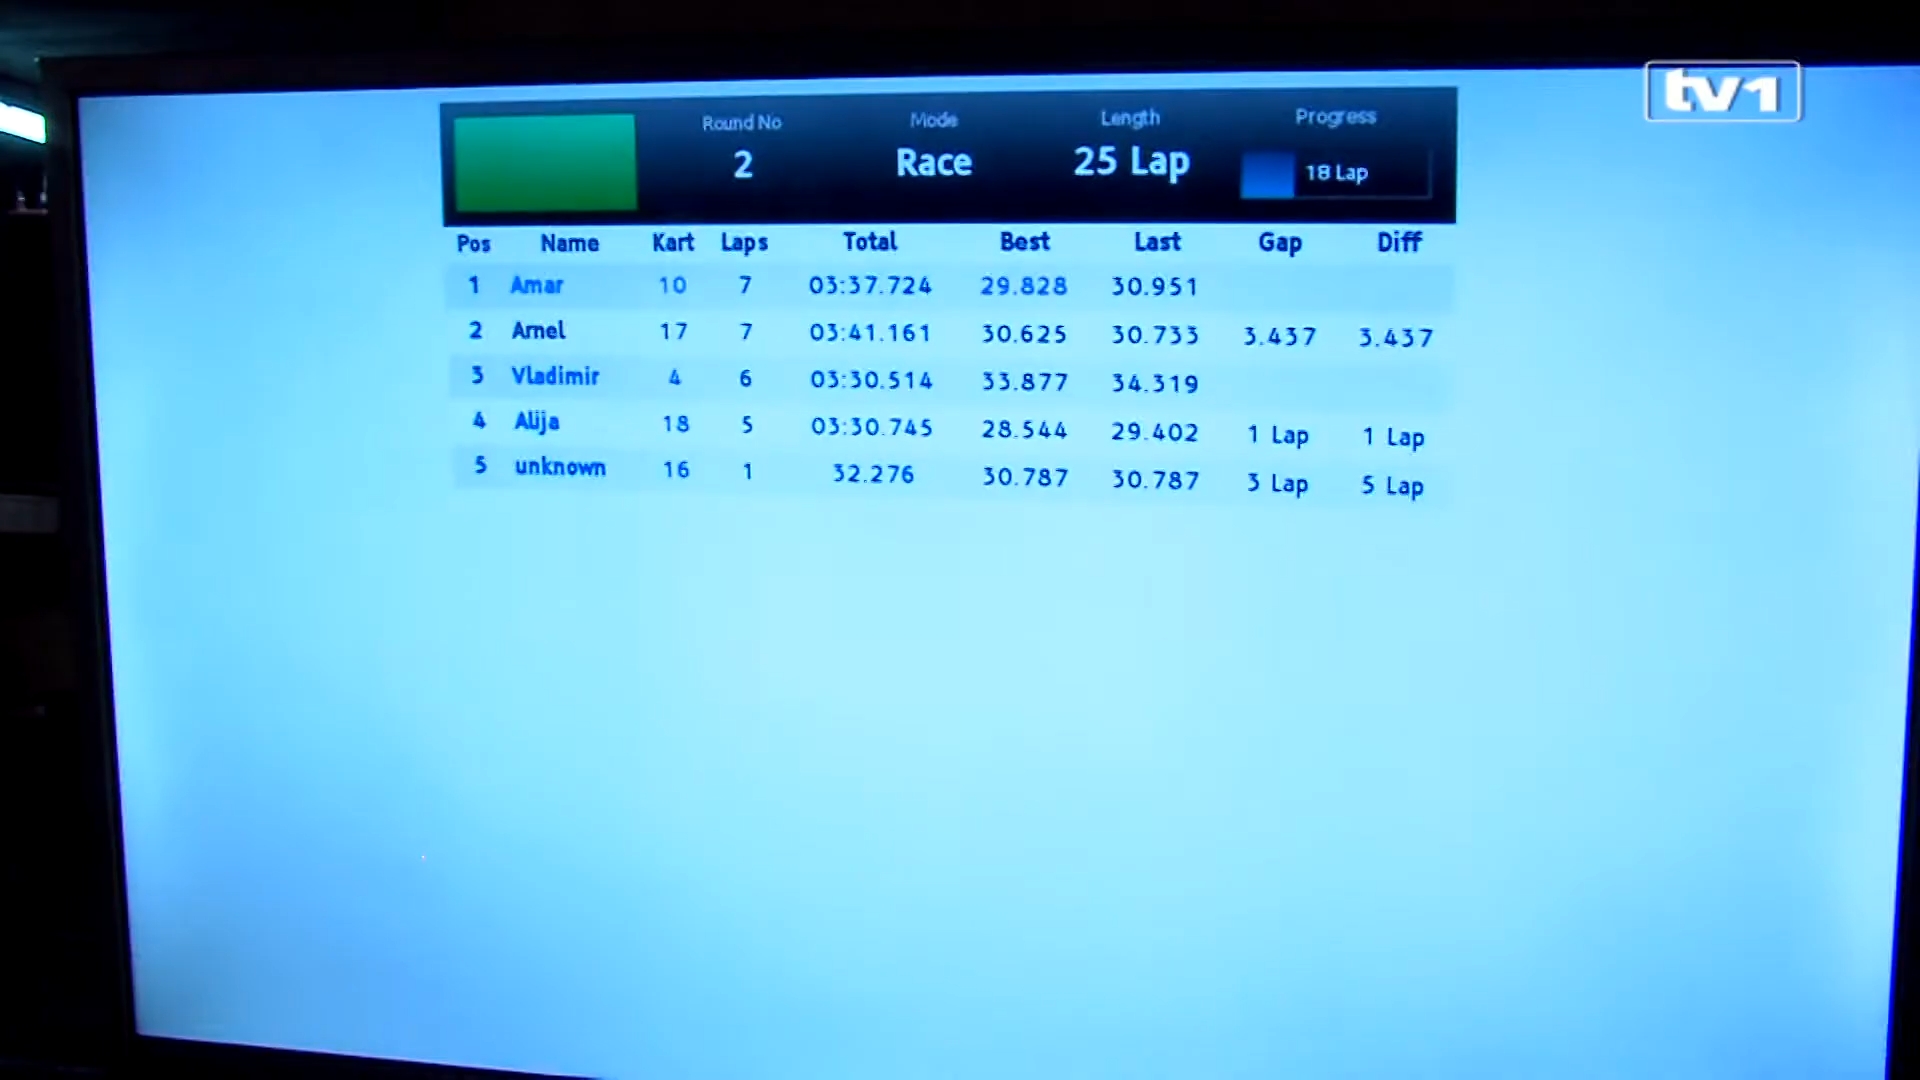 tv1
Round No Mode Length Progress
2 Race 25 Lap 18 Lap
Pos Name Kart Laps Total Best Last Gap Diff
1 Amar 10 7 03:37.724 29.828 30.951
2 Amel 17 7 03:41.161 30.625 30.733 3.437 3.437
3 Vladimir 4 6 03:30.514 33.877 34.319
4 Alija 18 5 03:30.745 28.544 29.402 1 Lap 1 Lap
5 unknown 16 1 32.276 30.787 30.787 3 Lap 5 Lap